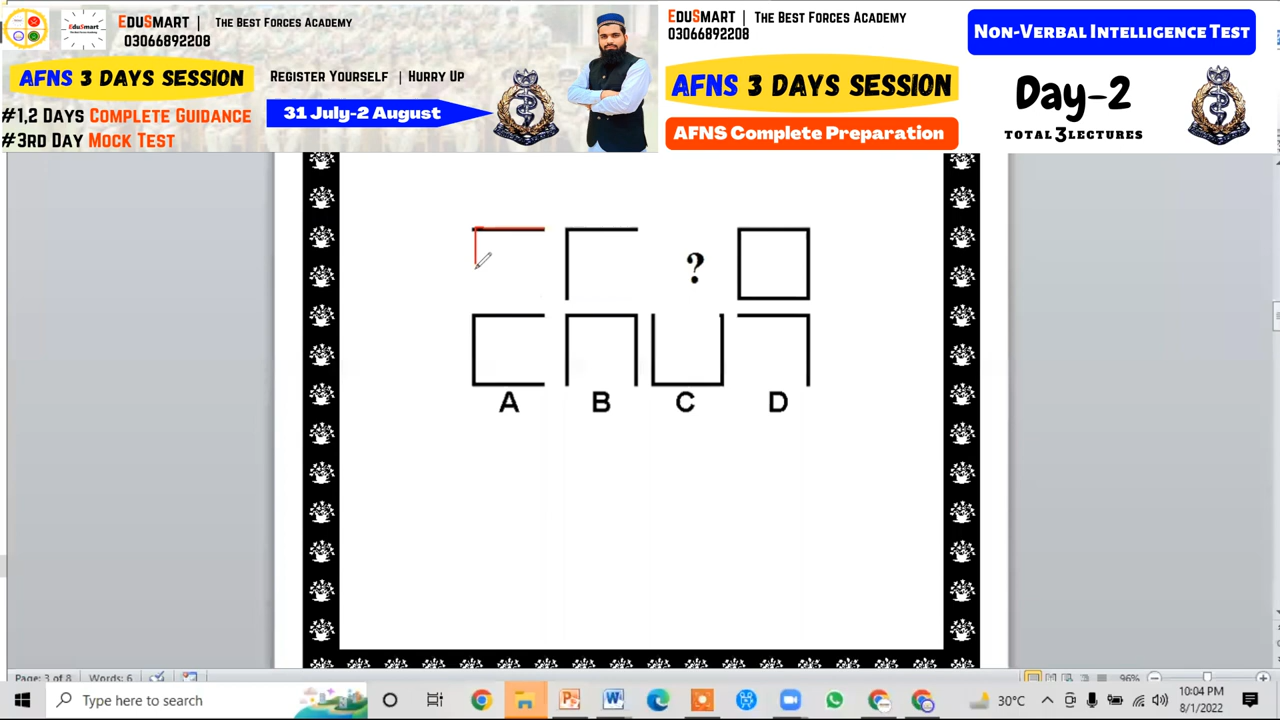 EduSmart | The Best Forces Academy
03066892208
AFNS 3 Days Session
Register Yourself | Hurry Up
31 July-2 August
#1,2 Days Complete Guidance
#3rd Day Mock Test
EduSmart
EduSmart | The Best Forces Academy
03066892208
AFNS 3 Days Session
AFNS Complete Preparation
Non-Verbal Intelligence Test
Day-2
Total 3 Lectures
?
A B C D
Page: 3 of 8 Words: 6
96%
Type here to search
30°C
10:04 PM
8/1/2022